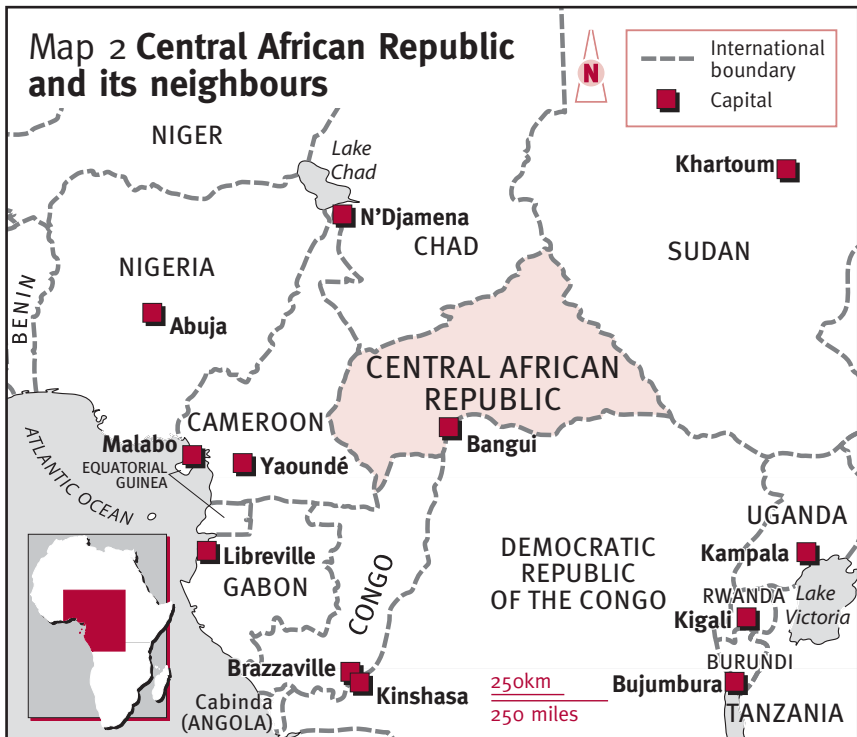 Map 2 Central African Republic
and its neighbours
N
International
boundary
Capital
NIGER
Lake
Chad
Khartoum
N'Djamena
CHAD
SUDAN
NIGERIA
BENIN
Abuja
CENTRAL AFRICAN
REPUBLIC
CAMEROON
Bangui
Malabo
EQUATORIAL
GUINEA
Yaoundé
ATLANTIC OCEAN
UGANDA
Libreville
GABON
CONGO
DEMOCRATIC
REPUBLIC
OF THE CONGO
Kampala
RWANDA
Lake
Victoria
Kigali
Brazzaville
Kinshasa
BURUNDI
Bujumbura
250km
250 miles
Cabinda
(ANGOLA)
TANZANIA